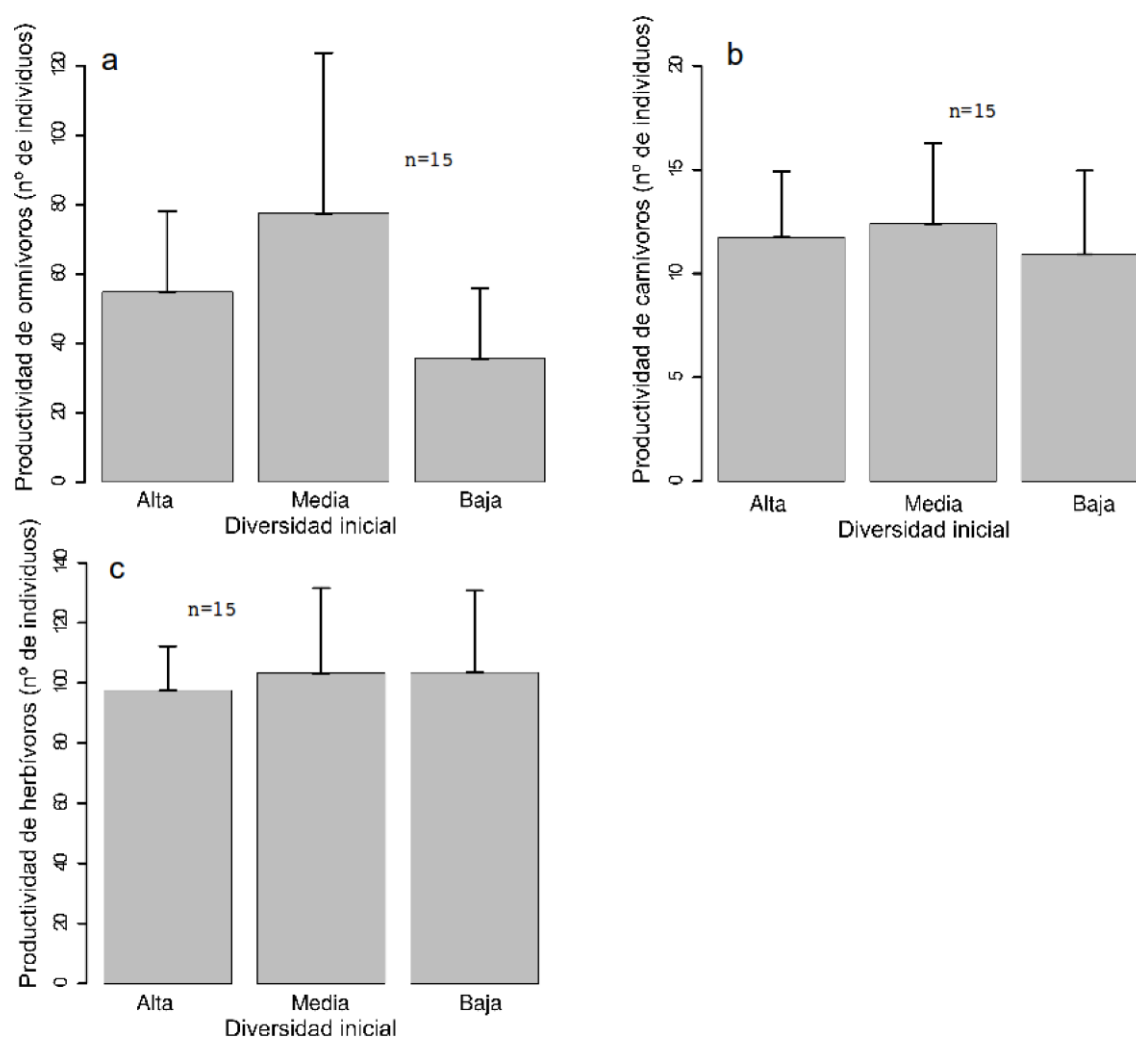 a
Productividad de omnívoros (nº de individuos)
120
100
80
60
40
20
0
n=15
Alta Media Baja
Diversidad inicial
b
Productividad de carnívoros (nº de individuos)
20
15
10
5
0
n=15
Alta Media Baja
Diversidad inicial
c
Productividad de herbívoros (nº de individuos)
140
120
100
80
60
40
20
0
n=15
Alta Media Baja
Diversidad inicial